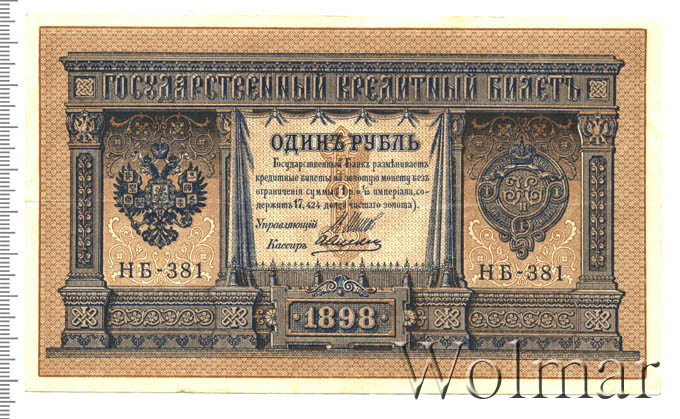 ГОСУДАРСТВЕННЫЙ КРЕДИТНЫЙ БИЛЕТЪ
ОДИНЪ РУБЛЬ
Государственный Банкъ размѣниваетъ
кредитные билеты на золотую монету безъ
ограниченія суммы (1 р. = 1/15 имперіала, со-
держитъ 17,424 долей чистаго золота).
Управляющій
Кассиръ
НБ-381
НБ-381
1898
Wolmar